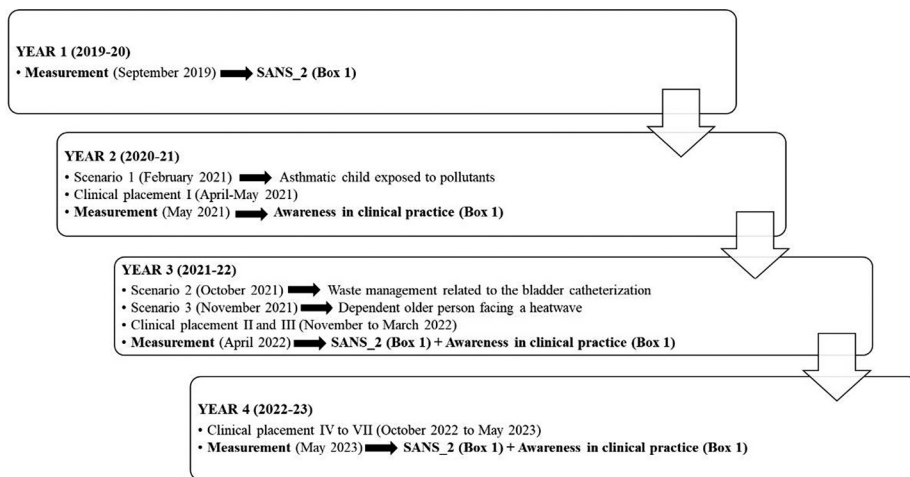 YEAR 1 (2019-20)
• Measurement (September 2019) ➡ SANS_2 (Box 1)
YEAR 2 (2020-21)
• Scenario 1 (February 2021) ➡ Asthmatic child exposed to pollutants
• Clinical placement I (April-May 2021)
• Measurement (May 2021) ➡ Awareness in clinical practice (Box 1)
YEAR 3 (2021-22)
• Scenario 2 (October 2021) ➡ Waste management related to the bladder catheterization
• Scenario 3 (November 2021) ➡ Dependent older person facing a heatwave
• Clinical placement II and III (November to March 2022)
• Measurement (April 2022) ➡ SANS_2 (Box 1) + Awareness in clinical practice (Box 1)
YEAR 4 (2022-23)
• Clinical placement IV to VII (October 2022 to May 2023)
• Measurement (May 2023) ➡ SANS_2 (Box 1) + Awareness in clinical practice (Box 1)